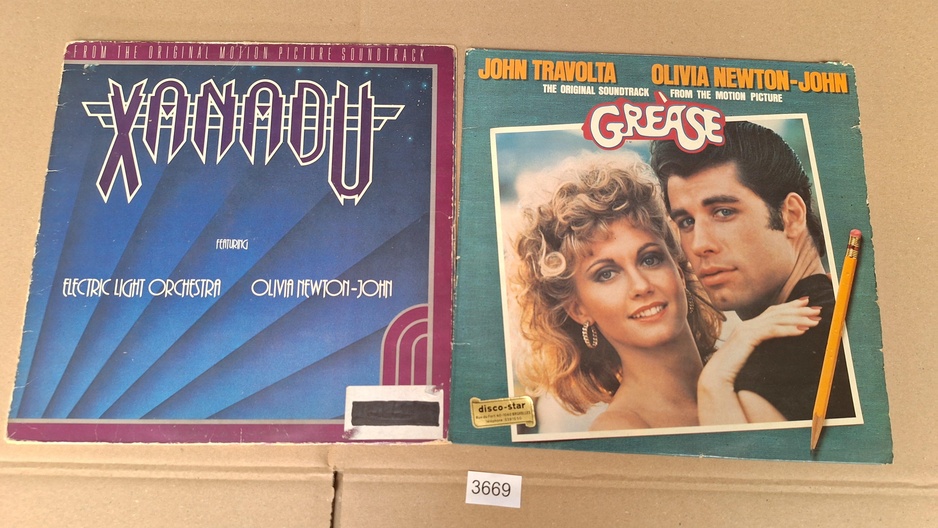 FROM THE ORIGINAL MOTION PICTURE SOUNDTRACK
XANADU
FEATURING
ELECTRIC LIGHT ORCHESTRA OLIVIA NEWTON-JOHN
JOHN TRAVOLTA OLIVIA NEWTON-JOHN
THE ORIGINAL SOUNDTRACK FROM THE MOTION PICTURE
GREASE
disco-star
3669